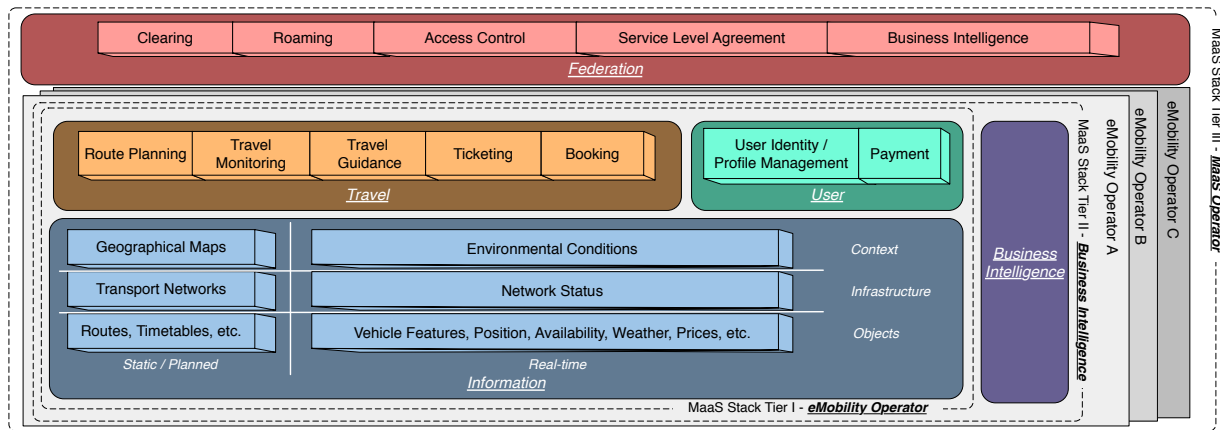 Clearing
Roaming
Access Control
Service Level Agreement
Business Intelligence
Federation
Route Planning
Travel
Monitoring
Travel
Guidance
Ticketing
Booking
Travel
User Identity /
Profile Management
Payment
User
Geographical Maps
Environmental Conditions
Context
Transport Networks
Network Status
Infrastructure
Routes, Timetables, etc.
Vehicle Features, Position, Availability, Weather, Prices, etc.
Objects
Static / Planned
Real-time
Information
Business
Intelligence
MaaS Stack Tier I - eMobility Operator
MaaS Stack Tier II - Business Intelligence
eMobility Operator A
eMobility Operator B
eMobility Operator C
MaaS Stack Tier III - MaaS Operator